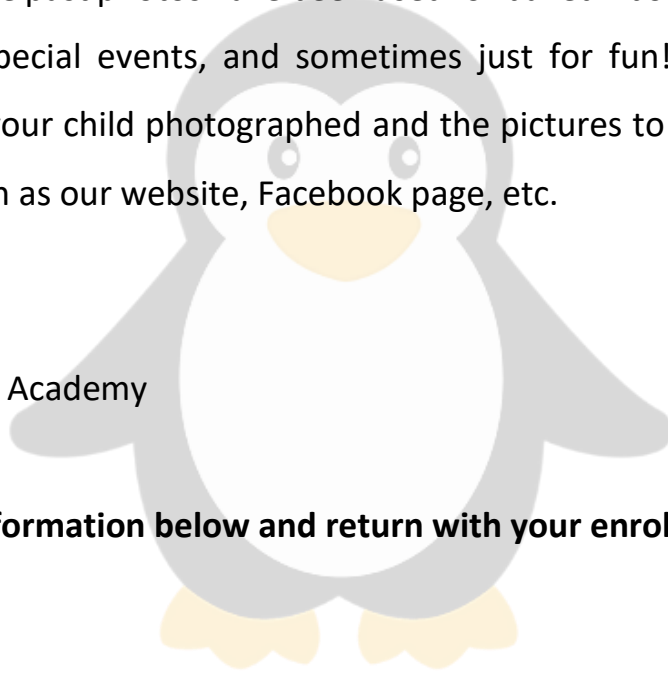 pecial events, and sometimes just for fun!
our child photographed and the pictures to
as our website, Facebook page, etc.
Academy
formation below and return with your enrol